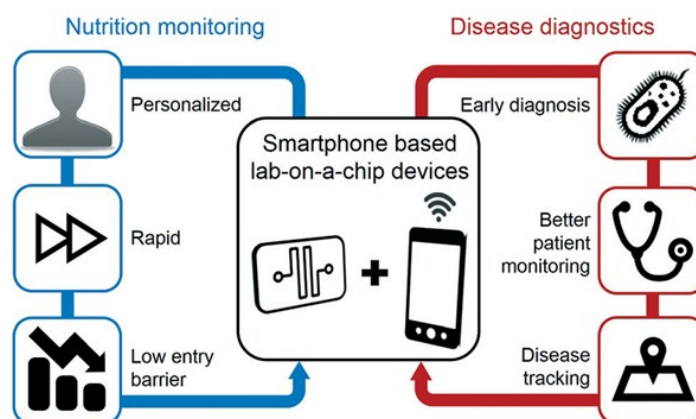 Nutrition monitoring
Disease diagnostics
Personalized
Early diagnosis
Smartphone based
lab-on-a-chip devices
Rapid
Better
patient
monitoring
Low entry
barrier
Disease
tracking